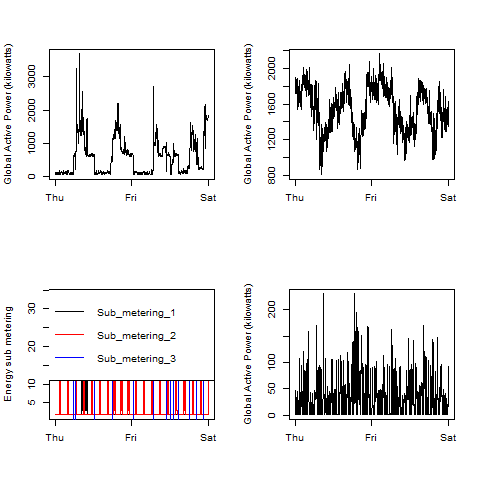 Global Active Power (kilowatts)
0 1000 2000 3000
Thu Fri Sat
Global Active Power (kilowatts)
800 1200 1600 2000
Thu Fri Sat
Energy sub metering
5 10 20 30
Sub_metering_1
Sub_metering_2
Sub_metering_3
Thu Fri Sat
Global Active Power (kilowatts)
0 50 100 200
Thu Fri Sat